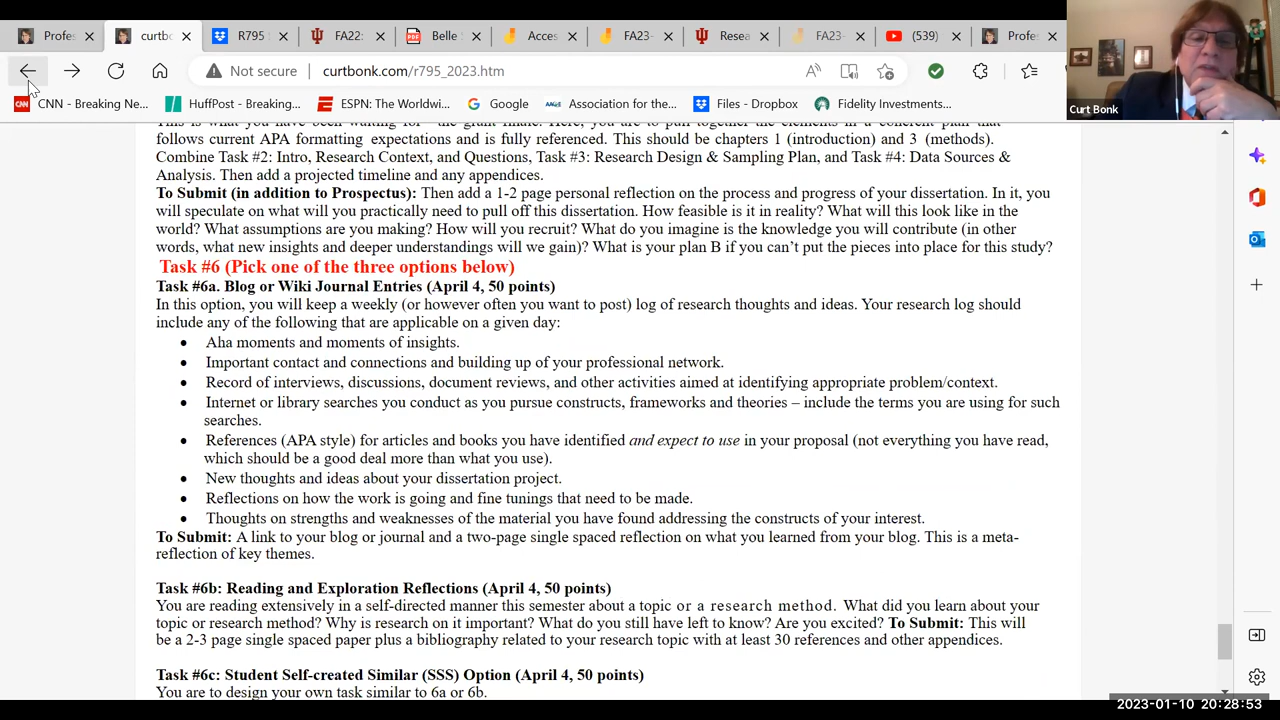 Profes
curtbo
R795
FA22:
Belle
Acces
FA23-
Resea
FA23-
(539)
Profes
Not secure
curtbonk.com/r795_2023.htm
CNN - Breaking Ne...
HuffPost - Breaking...
ESPN: The Worldwi...
Google
Association for the...
Files - Dropbox
Fidelity Investments...
Curt Bonk
follows current APA formatting expectations and is fully referenced. This should be chapters 1 (introduction) and 3 (methods).
Combine Task #2: Intro, Research Context, and Questions, Task #3: Research Design & Sampling Plan, and Task #4: Data Sources &
Analysis. Then add a projected timeline and any appendices.
To Submit (in addition to Prospectus): Then add a 1-2 page personal reflection on the process and progress of your dissertation. In it, you
will speculate on what will you practically need to pull off this dissertation. How feasible is it in reality? What will this look like in the
world? What assumptions are you making? How will you recruit? What do you imagine is the knowledge you will contribute (in other
words, what new insights and deeper understandings will we gain)? What is your plan B if you can’t put the pieces into place for this study?
Task #6 (Pick one of the three options below)
Task #6a. Blog or Wiki Journal Entries (April 4, 50 points)
In this option, you will keep a weekly (or however often you want to post) log of research thoughts and ideas. Your research log should
include any of the following that are applicable on a given day:
• Aha moments and moments of insights.
• Important contact and connections and building up of your professional network.
• Record of interviews, discussions, document reviews, and other activities aimed at identifying appropriate problem/context.
• Internet or library searches you conduct as you pursue constructs, frameworks and theories – include the terms you are using for such
searches.
• References (APA style) for articles and books you have identified and expect to use in your proposal (not everything you have read,
which should be a good deal more than what you use).
• New thoughts and ideas about your dissertation project.
• Reflections on how the work is going and fine tunings that need to be made.
• Thoughts on strengths and weaknesses of the material you have found addressing the constructs of your interest.
To Submit: A link to your blog or journal and a two-page single spaced reflection on what you learned from your blog. This is a meta-
reflection of key themes.
Task #6b: Reading and Exploration Reflections (April 4, 50 points)
You are reading extensively in a self-directed manner this semester about a topic or a research method. What did you learn about your
topic or research method? Why is research on it important? What do you still have left to know? Are you excited? To Submit: This will
be a 2-3 page single spaced paper plus a bibliography related to your research topic with at least 30 references and other appendices.
Task #6c: Student Self-created Similar (SSS) Option (April 4, 50 points)
You are to design your own task similar to 6a or 6b.
2023-01-10 20:28:53